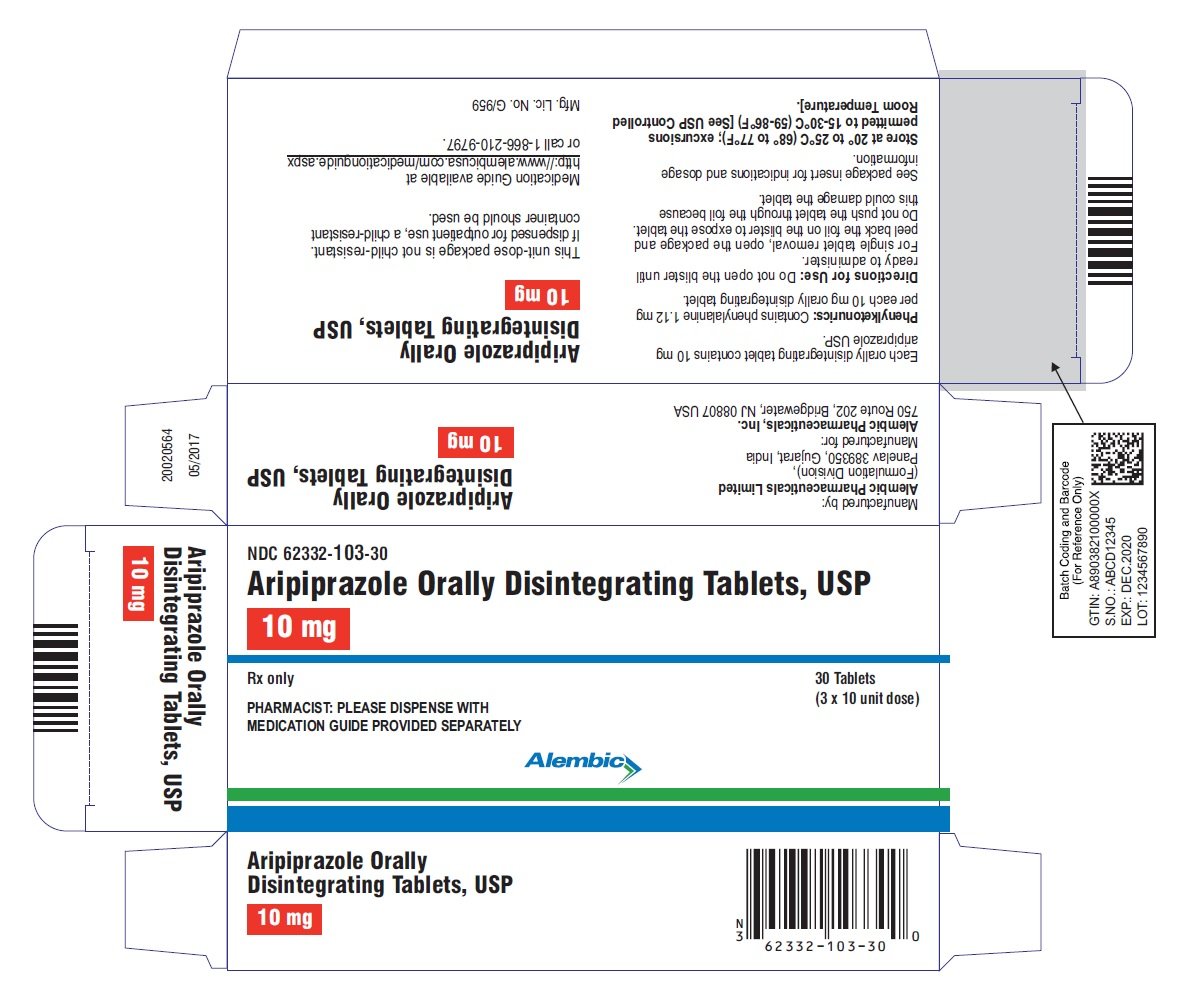 Mfg. Lic. No. G/959
or call 1-866-210-9797.
http://www.alembicusa.com/medicationguide.aspx
Medication Guide available at
container should be used.
If dispensed for outpatient use, a child-resistant
This unit-dose package is not child-resistant.
10 mg
Disintegrating Tablets, USP
Aripiprazole Orally
Each orally disintegrating tablet contains 10 mg
aripiprazole USP.
Phenylketonurics: Contains phenylalanine 1.12 mg
per each 10 mg orally disintegrating tablet.
Directions for Use: Do not open the blister until
ready to administer.
For single tablet removal, open the package and
peel back the foil on the blister to expose the tablet.
Do not push the tablet through the foil because
this could damage the tablet.
See package insert for indications and dosage
information.
Store at 20° to 25°C (68° to 77°F); excursions
permitted to 15-30°C (59-86°F) [See USP Controlled
Room Temperature].
Aripiprazole Orally
Disintegrating Tablets, USP
10 mg
Manufactured by:
Alembic Pharmaceuticals Limited
(Formulation Division),
Panelav 389350, Gujarat, India
Manufactured for:
Alembic Pharmaceuticals, Inc.
750 Route 202, Bridgewater, NJ 08807 USA
20020564
05/2017
Batch Coding and Barcode
(For Reference Only)
GTIN: A890382100000X
S.NO.: ABCD12345
EXP.: DEC.2020
LOT: 1234567890
Aripiprazole Orally
Disintegrating Tablets, USP
10 mg
NDC 62332-103-30
Aripiprazole Orally Disintegrating Tablets, USP
10 mg
Rx only
30 Tablets
(3 x 10 unit dose)
PHARMACIST: PLEASE DISPENSE WITH
MEDICATION GUIDE PROVIDED SEPARATELY
Alembic
Aripiprazole Orally
Disintegrating Tablets, USP
10 mg
N
3 62332-103-30 0